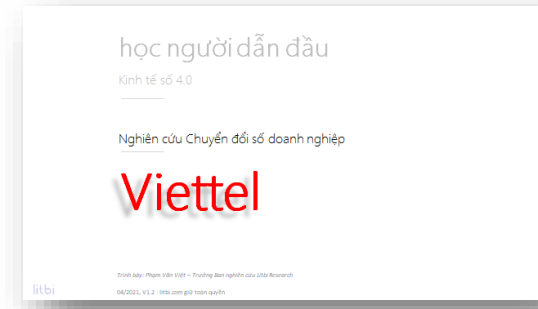 học người dẫn đầu
Kinh tế số 4.0
Nghiên cứu Chuyển đổi số doanh nghiệp
Viettel
Trình bày: Phạm Văn Việt – Trưởng Ban nghiên cứu Litbi Research
litbi
04/2021, V1.2 - litbi.com giữ toàn quyền